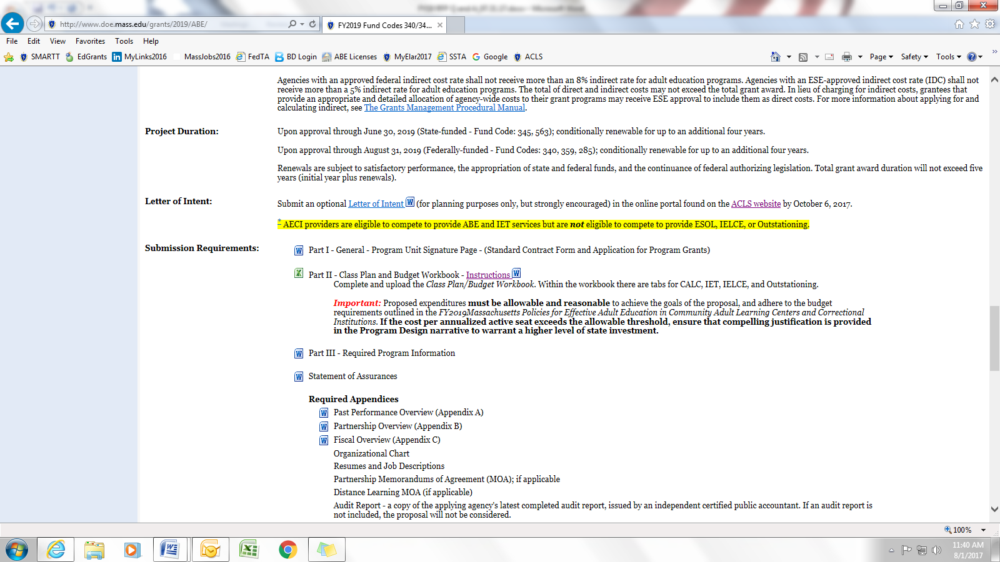 http://www.doe.mass.edu/grants/2019/ABE/
FY2019 Fund Codes 340/34...
File Edit View Favorites Tools Help
SMARTT EdGrants MyLinks2016 MassJobs2016 FedTA BD Login ABE Licenses MyElar2017 SSTA Google ACLS Page Safety Tools
Agencies with an approved federal indirect cost rate shall not receive more than an 8% indirect rate for adult education programs. Agencies with an ESE-approved indirect cost rate (IDC) shall not
receive more than a 5% indirect rate for adult education programs. The total of direct and indirect costs may not exceed the total grant award. In lieu of charging for indirect costs, grantees that
provide an appropriate and detailed allocation of agency-wide costs to their grant programs may receive ESE approval to include them as direct costs. For more information about applying for and
calculating indirect, see The Grants Management Procedural Manual.
Project Duration: Upon approval through June 30, 2019 (State-funded - Fund Code: 345, 563); conditionally renewable for up to an additional four years.
Upon approval through August 31, 2019 (Federally-funded - Fund Codes: 340, 359, 285); conditionally renewable for up to an additional four years.
Renewals are subject to satisfactory performance, the appropriation of state and federal funds, and the continuance of federal authorizing legislation. Total grant award duration will not exceed five
years (initial year plus renewals).
Letter of Intent: Submit an optional Letter of Intent (for planning purposes only, but strongly encouraged) in the online portal found on the ACLS website by October 6, 2017.
* AECI providers are eligible to compete to provide ABE and IET services but are not eligible to compete to provide ESOL, IELCE, or Outstationing.
Submission Requirements: Part I - General - Program Unit Signature Page - (Standard Contract Form and Application for Program Grants)
Part II - Class Plan and Budget Workbook - Instructions
Complete and upload the Class Plan/Budget Workbook. Within the workbook there are tabs for CALC, IET, IELCE, and Outstationing.
Important: Proposed expenditures must be allowable and reasonable to achieve the goals of the proposal, and adhere to the budget
requirements outlined in the FY2019Massachusetts Policies for Effective Adult Education in Community Adult Learning Centers and Correctional
Institutions. If the cost per annualized active seat exceeds the allowable threshold, ensure that compelling justification is provided
in the Program Design narrative to warrant a higher level of state investment.
Part III - Required Program Information
Statement of Assurances
Required Appendices
Past Performance Overview (Appendix A)
Partnership Overview (Appendix B)
Fiscal Overview (Appendix C)
Organizational Chart
Resumes and Job Descriptions
Partnership Memorandums of Agreement (MOA); if applicable
Distance Learning MOA (if applicable)
Audit Report - a copy of the applying agency's latest completed audit report, issued by an independent certified public accountant. If an audit report is
not included, the proposal will not be considered.
100%
11:40 AM
8/1/2017